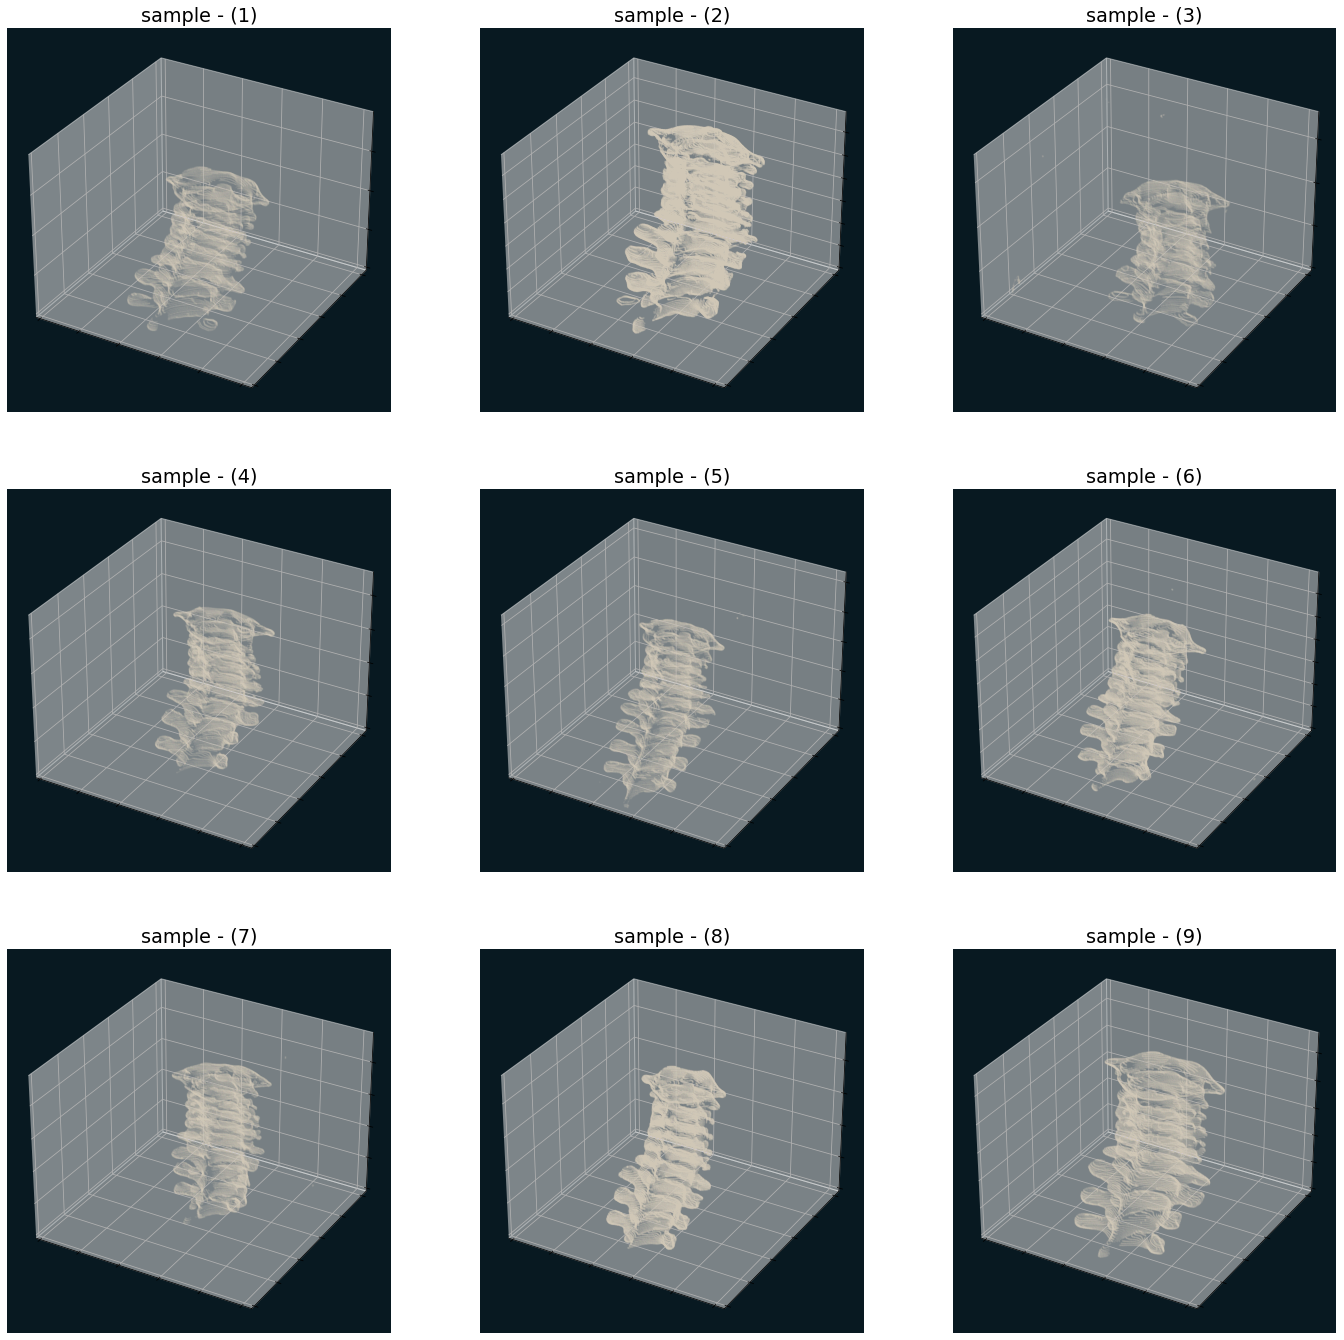 sample - (1)
sample - (2)
sample - (3)
sample - (4)
sample - (5)
sample - (6)
sample - (7)
sample - (8)
sample - (9)